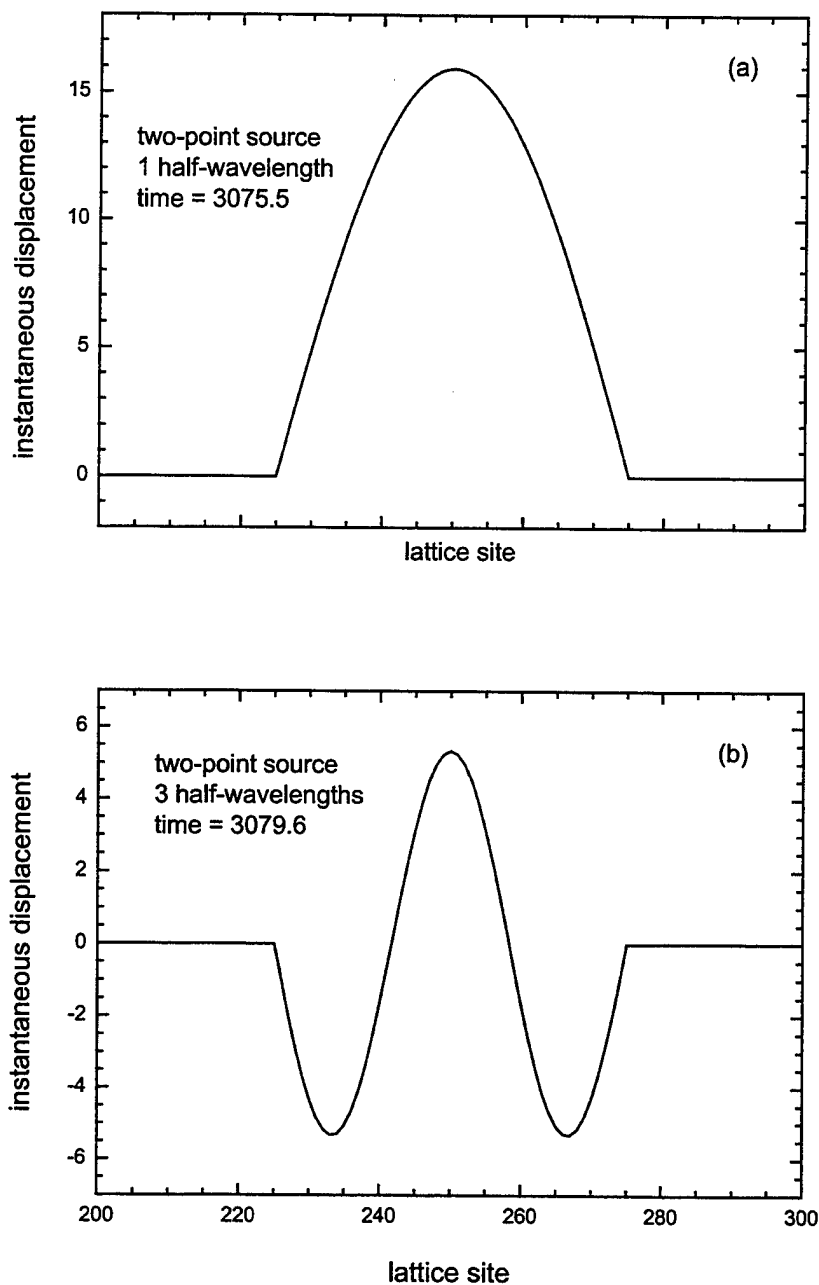 (a)
two-point source
1 half-wavelength
time = 3075.5
instantaneous displacement
15
10
5
0
lattice site
(b)
two-point source
3 half-wavelengths
time = 3079.6
instantaneous displacement
6
4
2
0
-2
-4
-6
200 220 240 260 280 300
lattice site